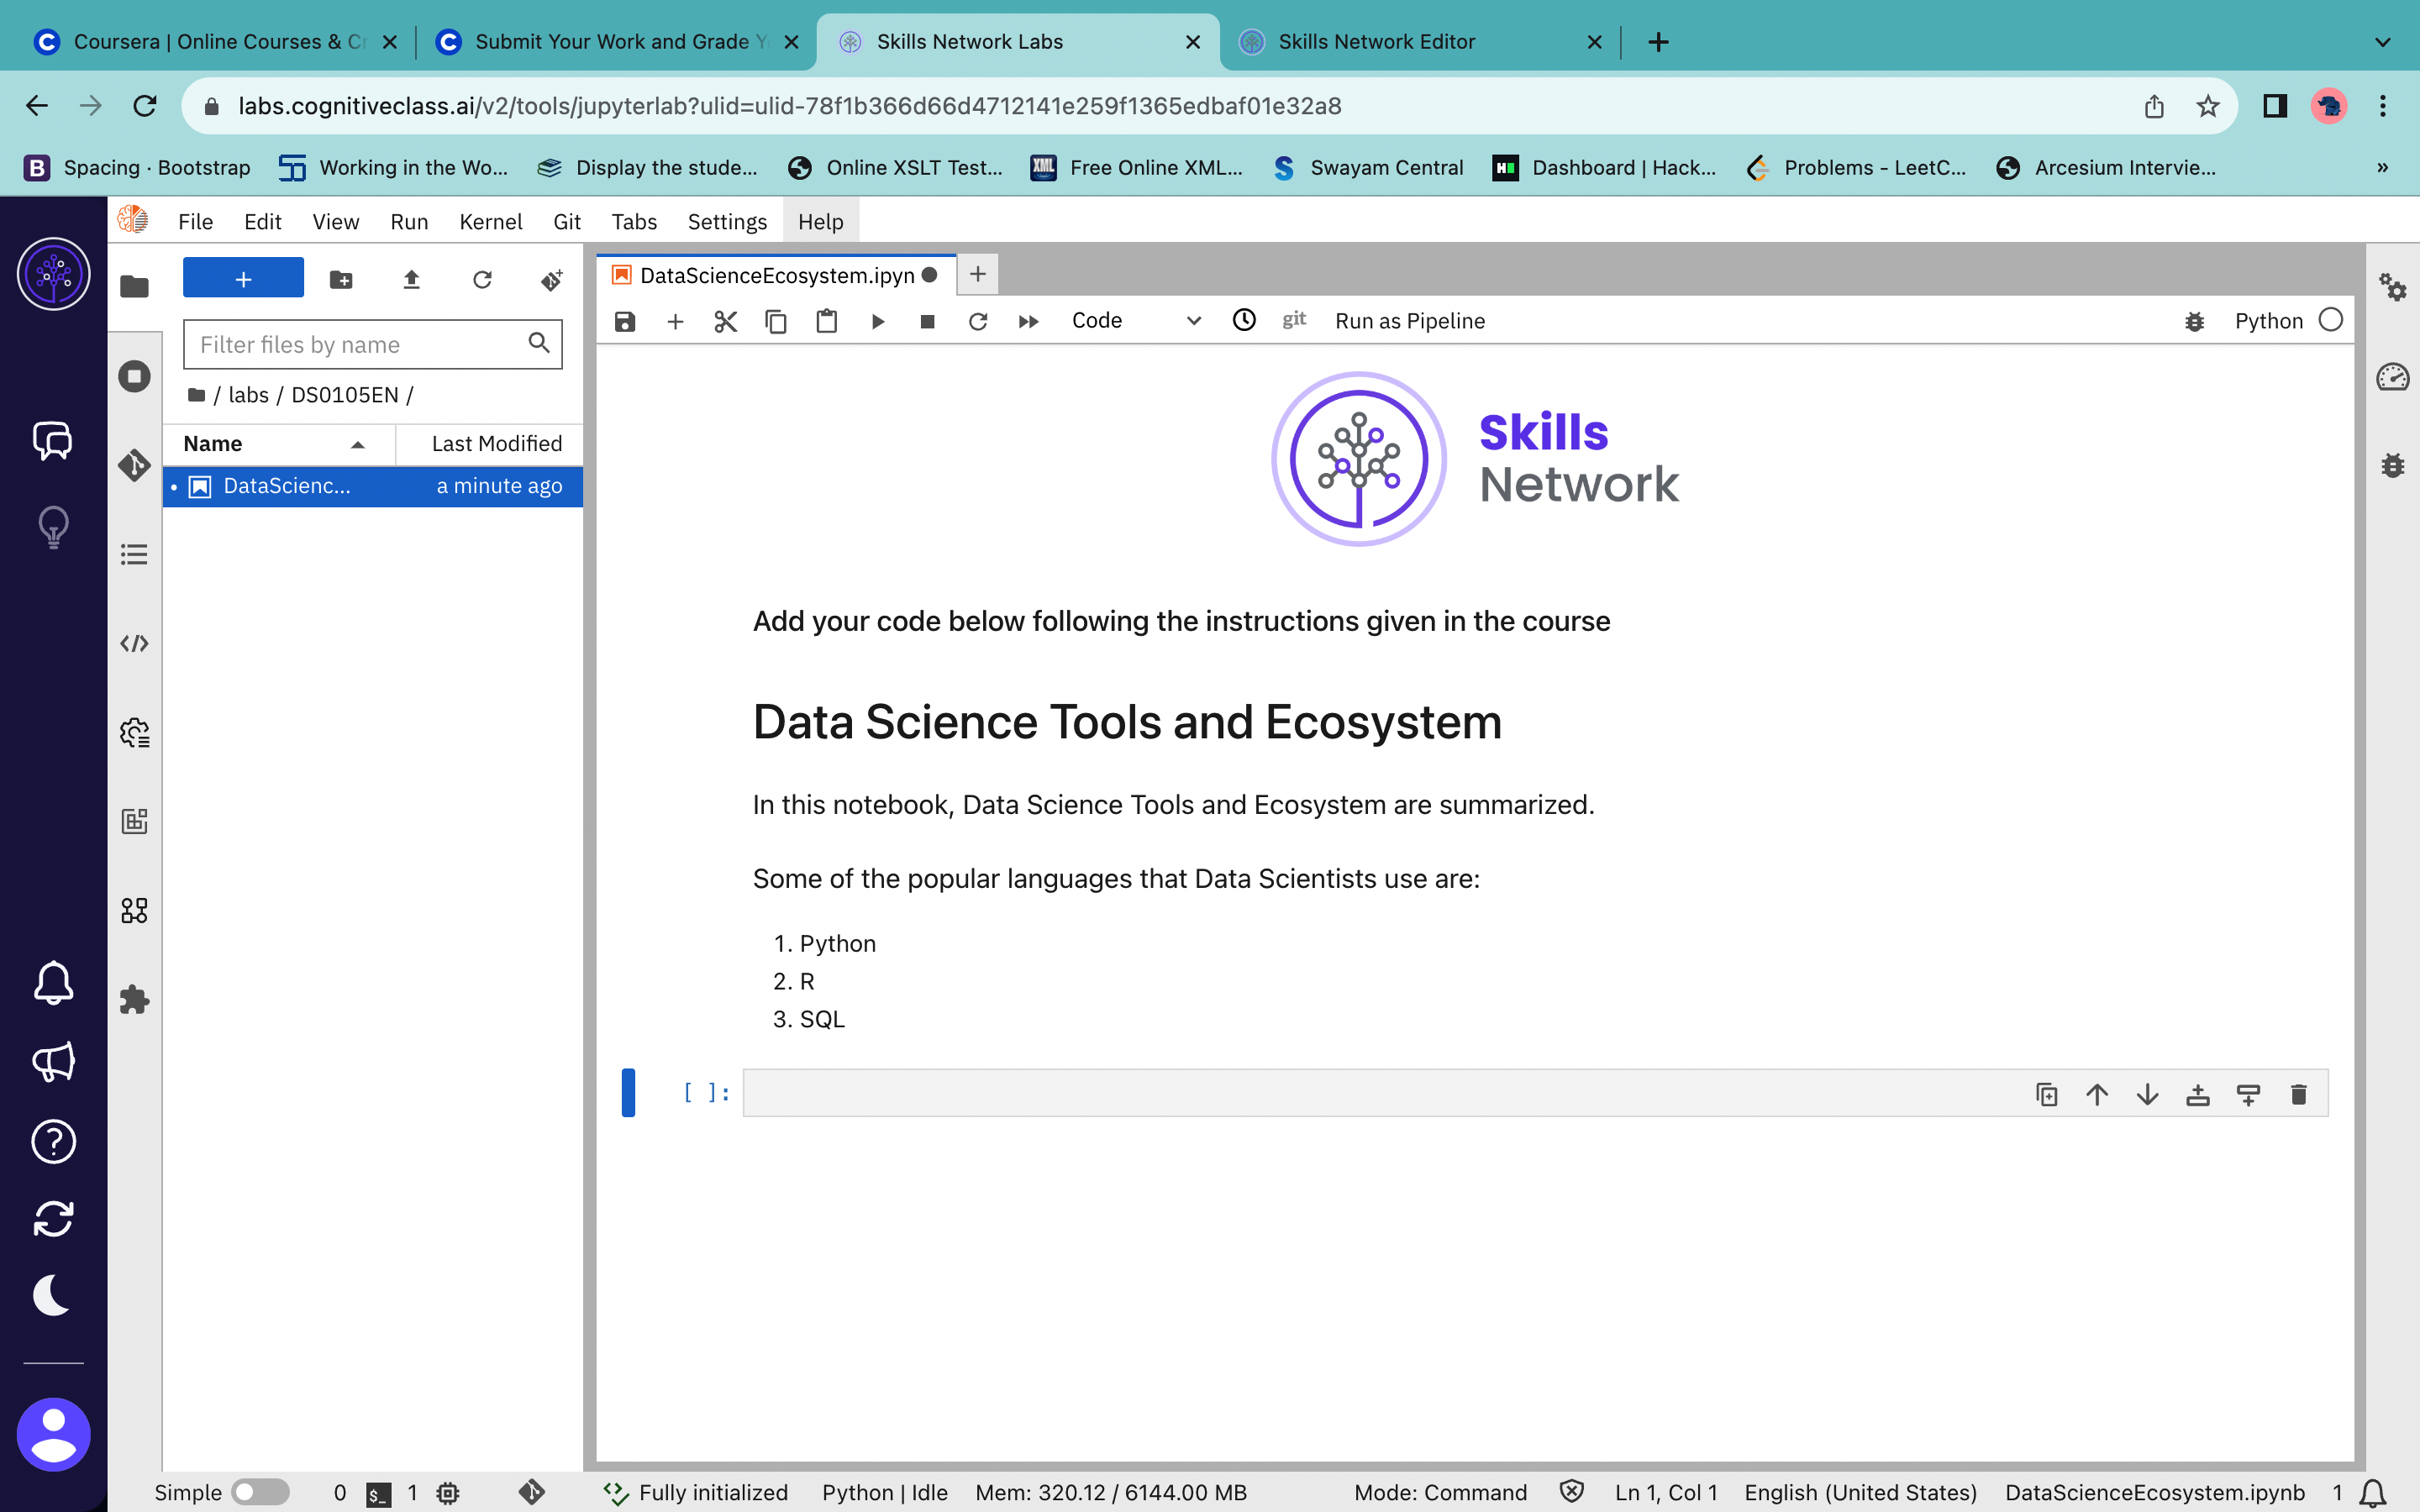 Coursera | Online Courses & Cr
Submit Your Work and Grade Y
Skills Network Labs
Skills Network Editor
labs.cognitiveclass.ai/v2/tools/jupyterlab?ulid=ulid-78f1b366d66d4712141e259f1365edbaf01e32a8
Spacing · Bootstrap
Working in the Wo...
Display the stude...
Online XSLT Test...
Free Online XML...
Swayam Central
Dashboard | Hack...
Problems - LeetC...
Arcesium Intervie...
»
File Edit View Run Kernel Git Tabs Settings Help
Filter files by name
/ labs / DS0105EN /
Name Last Modified
DataScienc... a minute ago
DataScienceEcosystem.ipyn
Code
git
Run as Pipeline
Python
Skills
Network
Add your code below following the instructions given in the course
Data Science Tools and Ecosystem
In this notebook, Data Science Tools and Ecosystem are summarized.
Some of the popular languages that Data Scientists use are:
1. Python
2. R
3. SQL
[ ]:
Simple 0 $_ 1 Fully initialized Python | Idle Mem: 320.12 / 6144.00 MB Mode: Command Ln 1, Col 1 English (United States) DataScienceEcosystem.ipynb 1